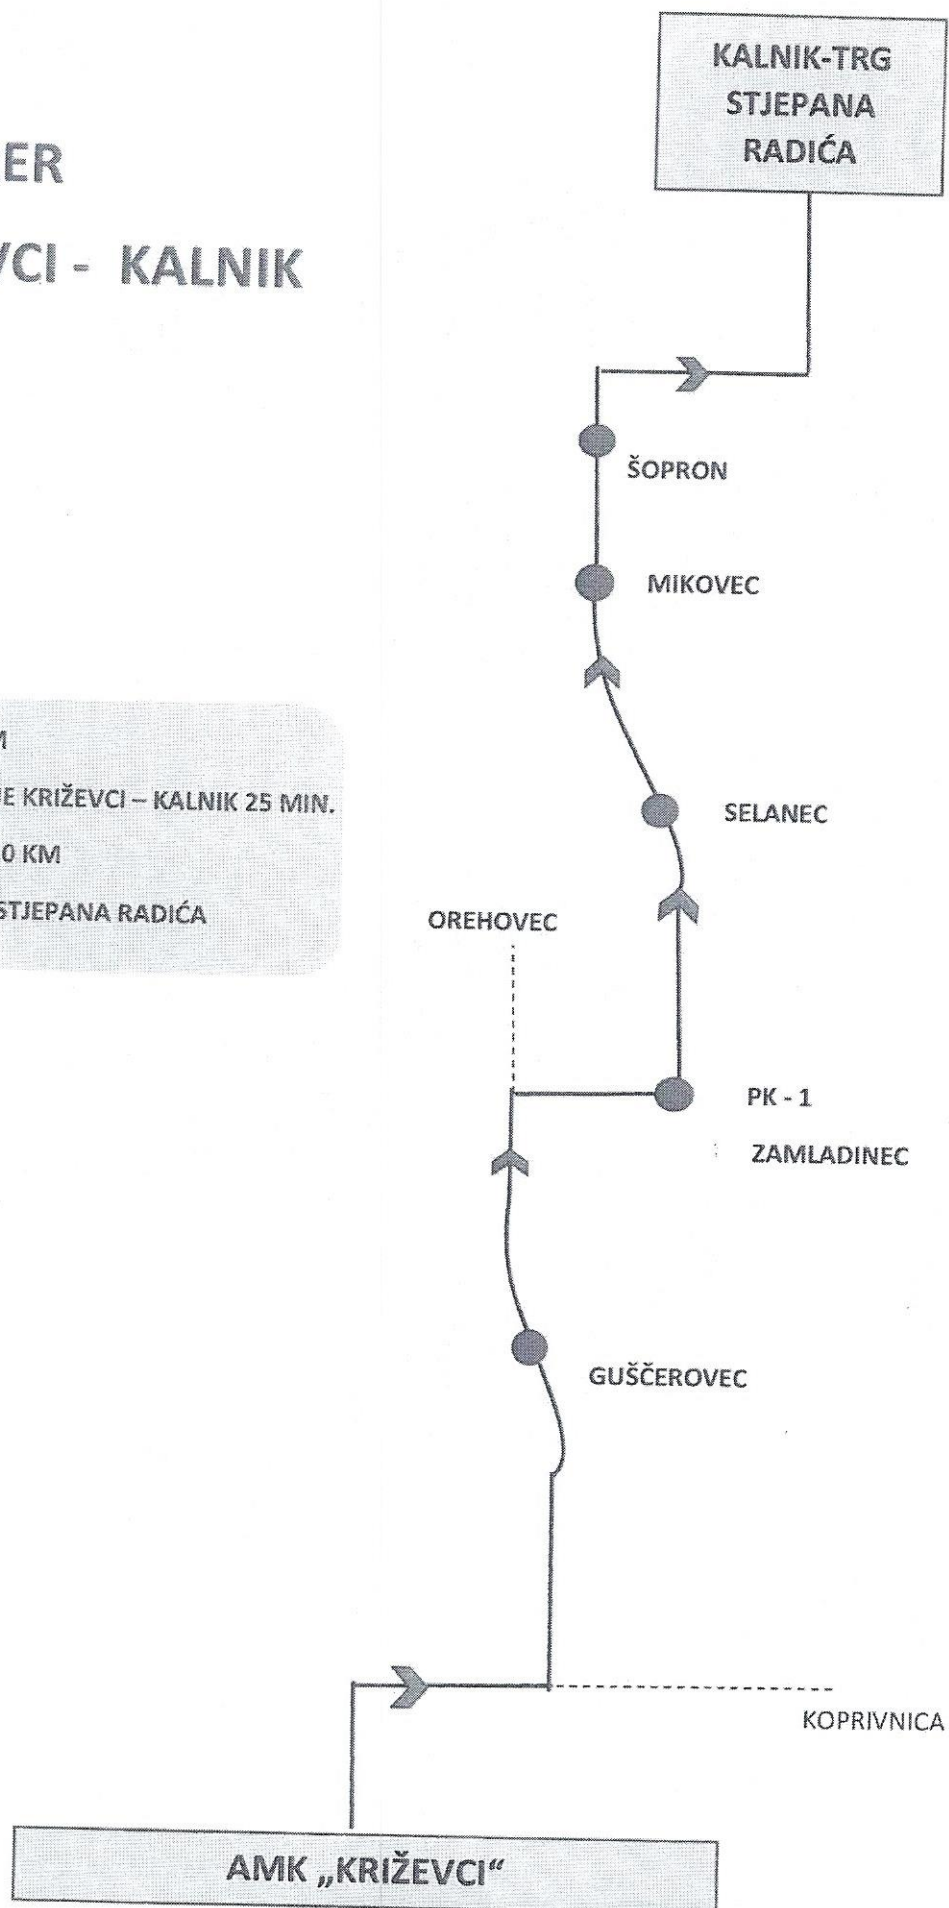 KALNIK-TRG
STJEPANA
RADIĆA
ER
VCI - KALNIK
ŠOPRON
MIKOVEC
M
JE KRIŽEVCI – KALNIK 25 MIN.
0 KM
STJEPANA RADIĆA
SELANEC
OREHOVEC
PK - 1
ZAMLADINEC
GUŠČEROVEC
KOPRIVNICA
AMK „KRIŽEVCI“